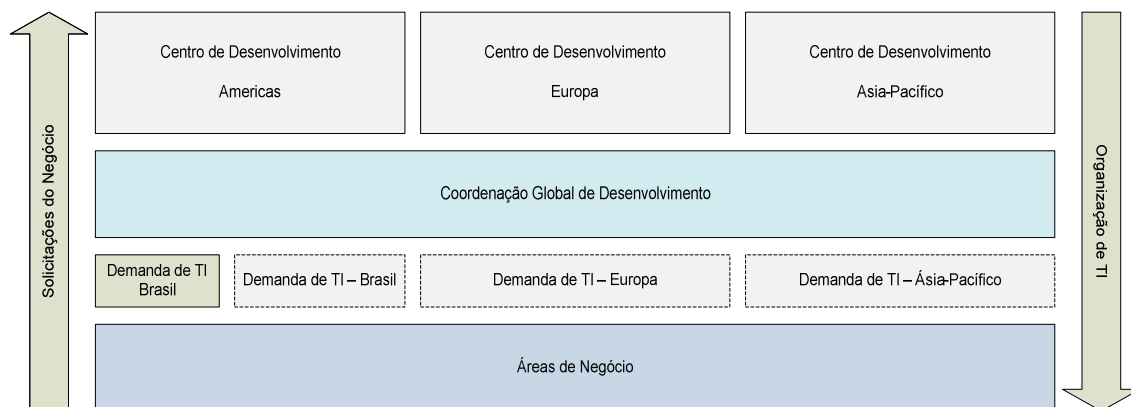 Solicitações do Negócio
Centro de Desenvolvimento
Americas
Centro de Desenvolvimento
Europa
Centro de Desenvolvimento
Ásia-Pacífico
Coordenação Global de Desenvolvimento
Demanda de TI
Brasil
Demanda de TI – Brasil
Demanda de TI – Europa
Demanda de TI – Ásia-Pacífico
Áreas de Negócio
Organização de TI